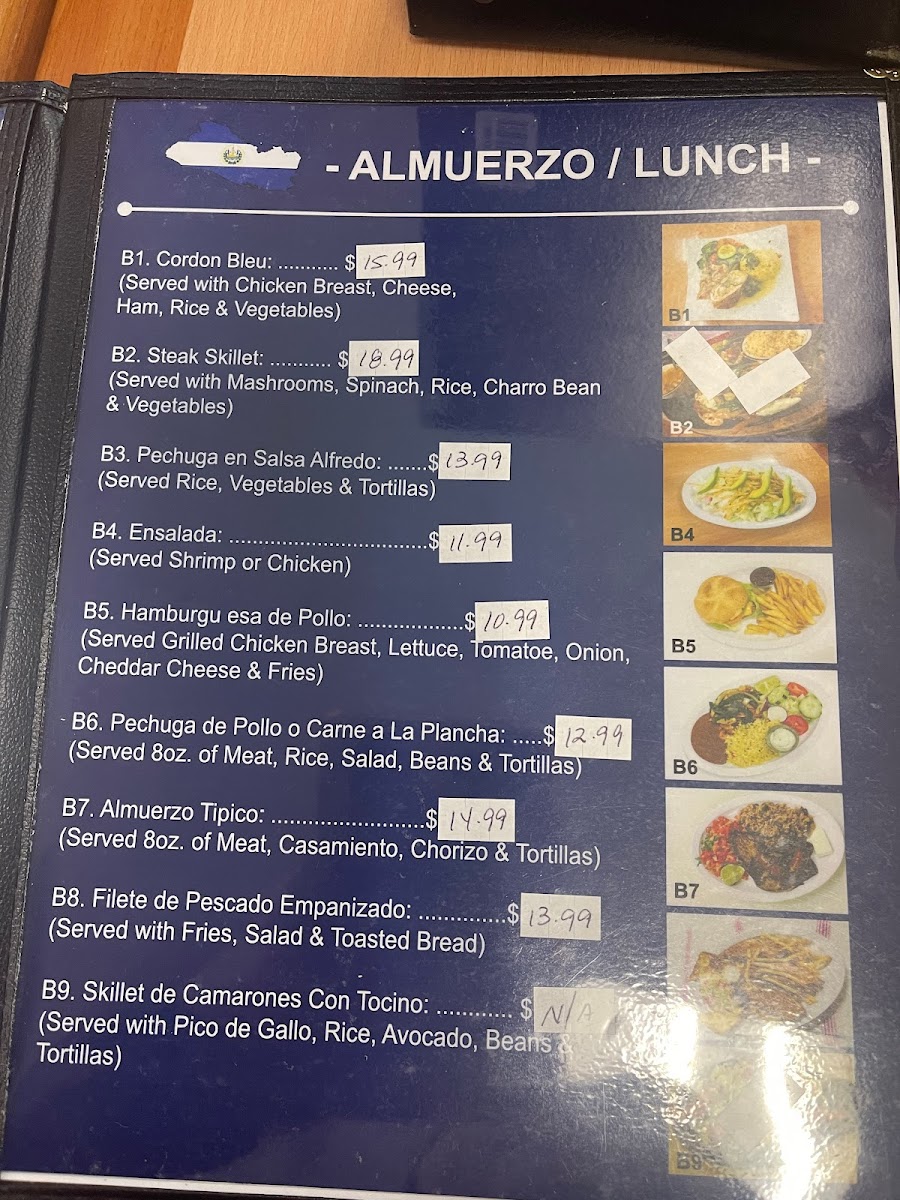 - ALMUERZO / LUNCH -
B1. Cordon Bleu: ........... $ 15.99
(Served with Chicken Breast, Cheese,
Ham, Rice & Vegetables)
B2. Steak Skillet: ........... $ 18.99
(Served with Mashrooms, Spinach, Rice, Charro Bean
& Vegetables)
B3. Pechuga en Salsa Alfredo: .......$ 13.99
(Served Rice, Vegetables & Tortillas)
B4. Ensalada: .................................$ 11.99
(Served Shrimp or Chicken)
B5. Hamburgu esa de Pollo: ..................$ 10.99
(Served Grilled Chicken Breast, Lettuce, Tomatoe, Onion,
Cheddar Cheese & Fries)
B6. Pechuga de Pollo o Carne a La Plancha: .....$ 12.99
(Served 8oz. of Meat, Rice, Salad, Beans & Tortillas)
B7. Almuerzo Tipico: .........................$ 14.99
(Served 8oz. of Meat, Casamiento, Chorizo & Tortillas)
B8. Filete de Pescado Empanizado: ..............$ 13.99
(Served with Fries, Salad & Toasted Bread)
B9. Skillet de Camarones Con Tocino: ............ $ N/A
(Served with Pico de Gallo, Rice, Avocado, Beans &
Tortillas)
B1
B2
B4
B5
B6
B7
B9